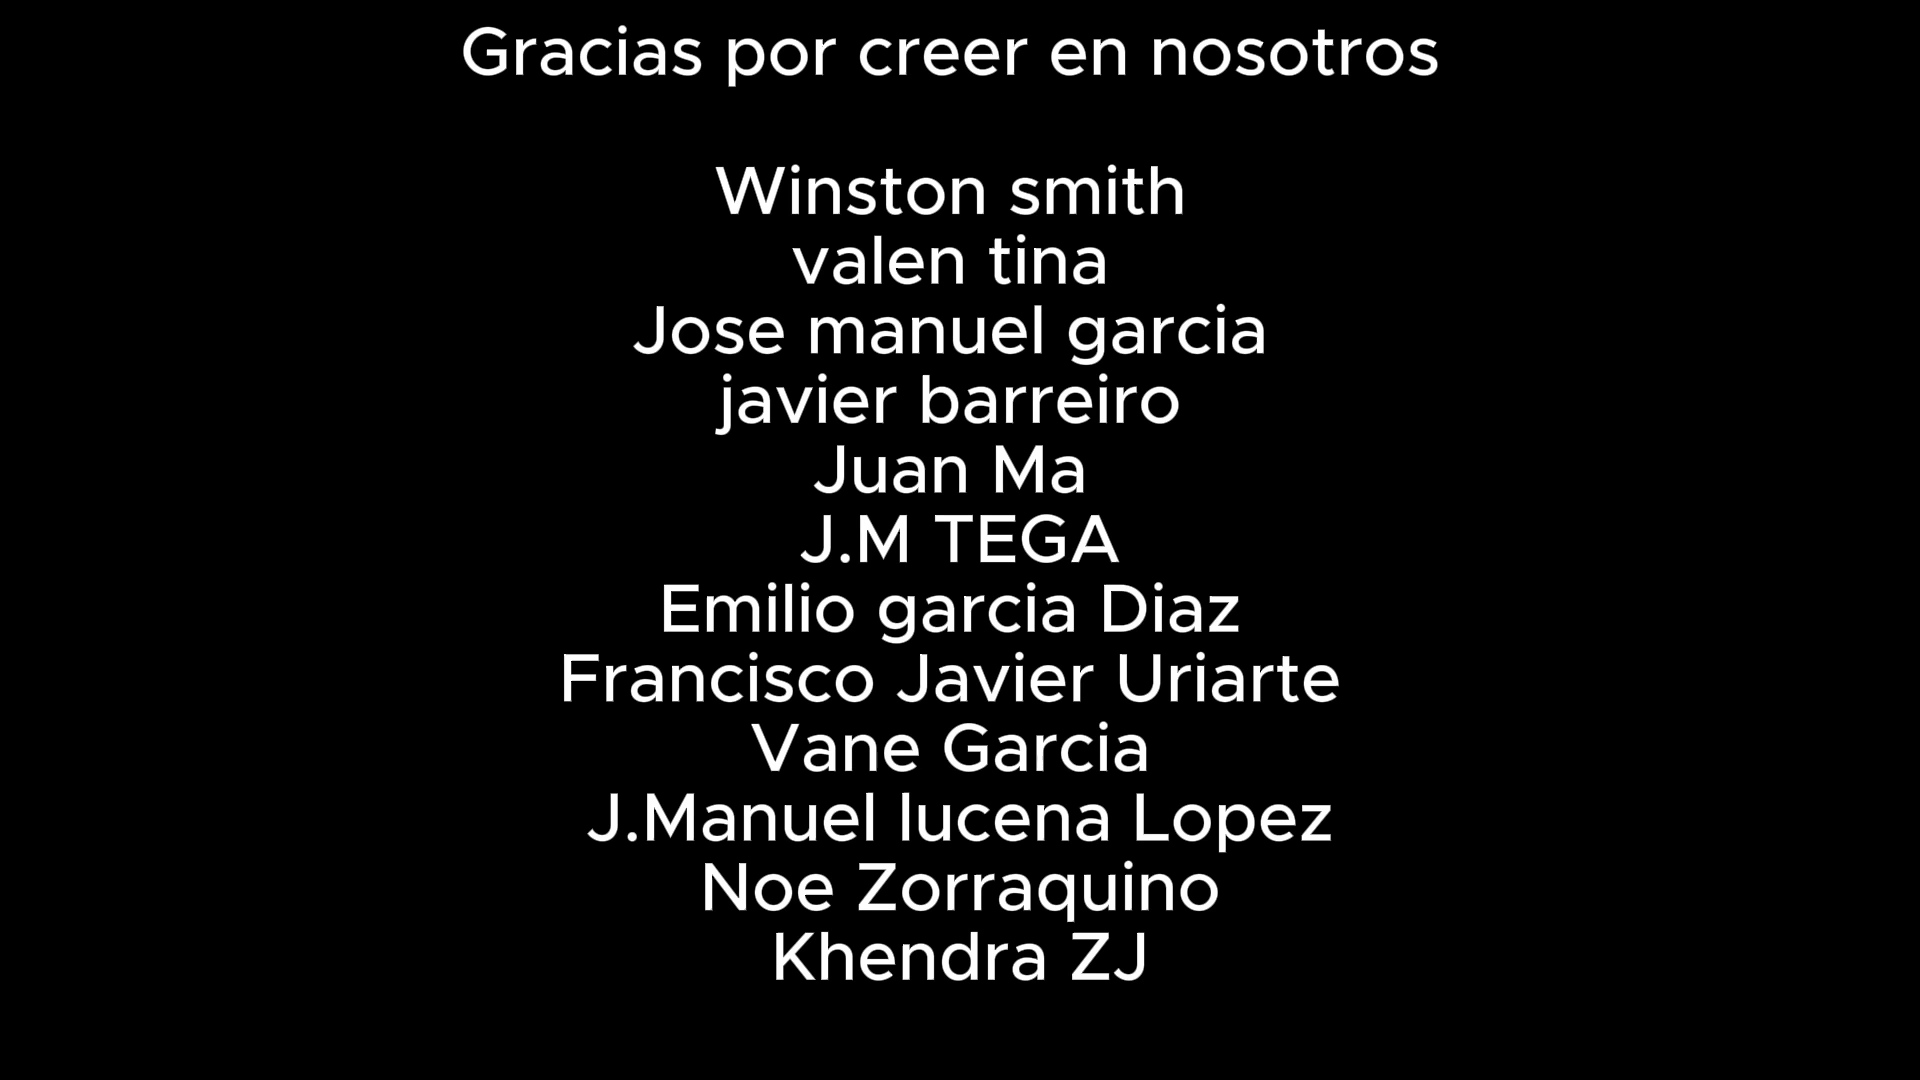 Gracias por creer en nosotros
Winston smith
valen tina
Jose manuel garcia
javier barreiro
Juan Ma
J.M TEGA
Emilio garcia Diaz
Francisco Javier Uriarte
Vane Garcia
J.Manuel lucena Lopez
Noe Zorraquino
Khendra ZJ